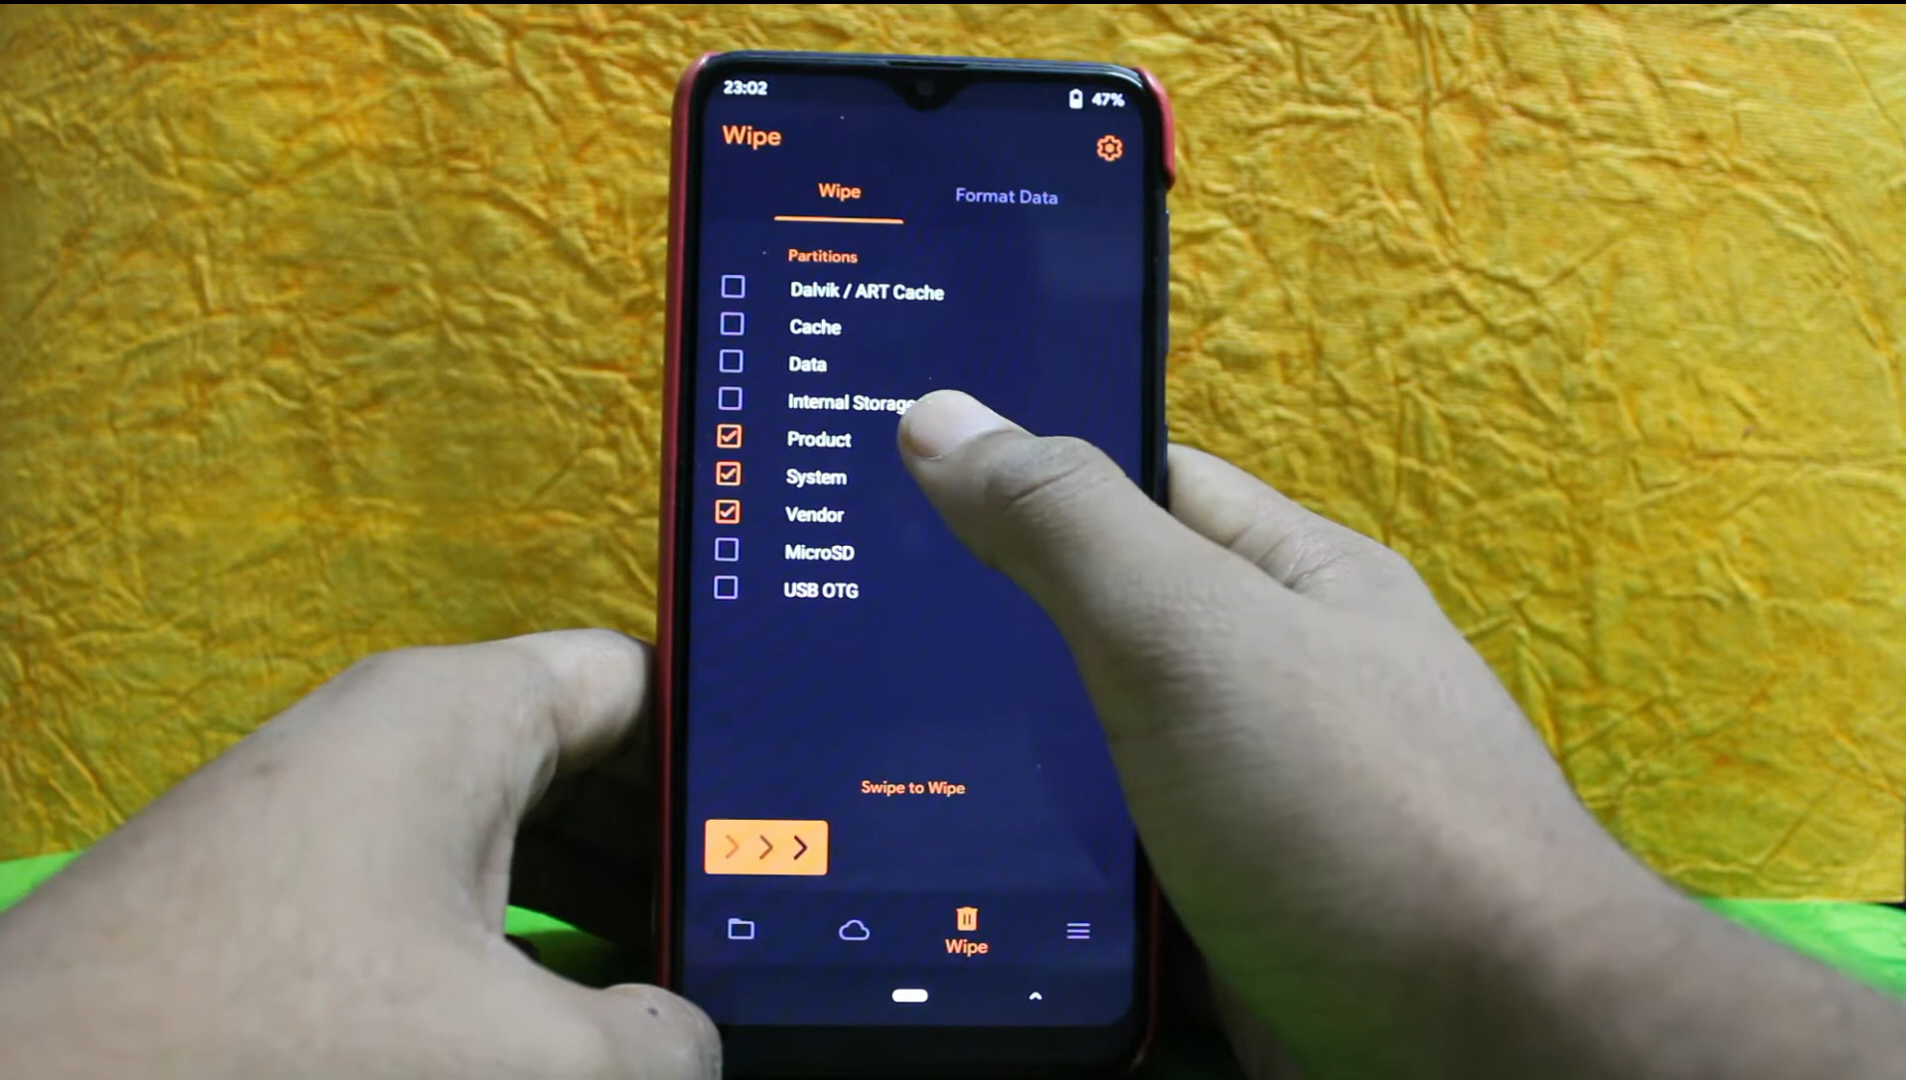 23:02
47%
Wipe
Wipe
Format Data
Partitions
Dalvik / ART Cache
Cache
Data
Internal Storage
Product
System
Vendor
MicroSD
USB OTG
Swipe to Wipe
Wipe